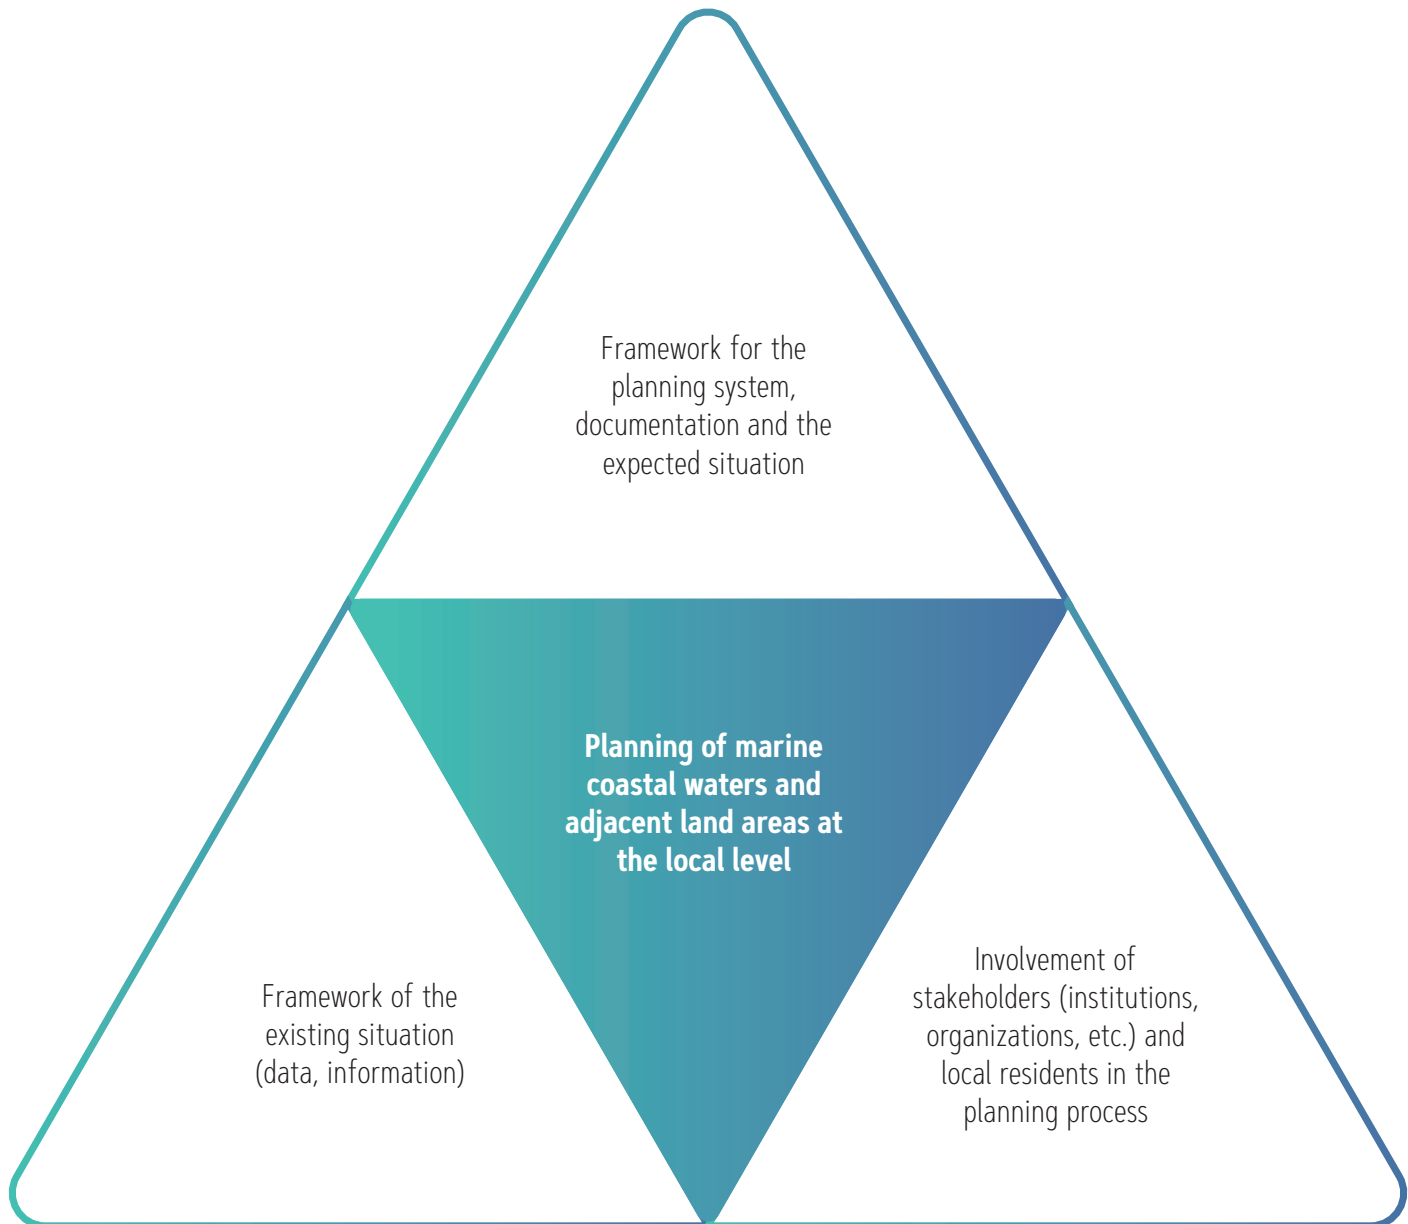 Framework for the
planning system,
documentation and the
expected situation
Planning of marine
coastal waters and
adjacent land areas at
the local level
Framework of the
existing situation
(data, information)
Involvement of
stakeholders (institutions,
organizations, etc.) and
local residents in the
planning process